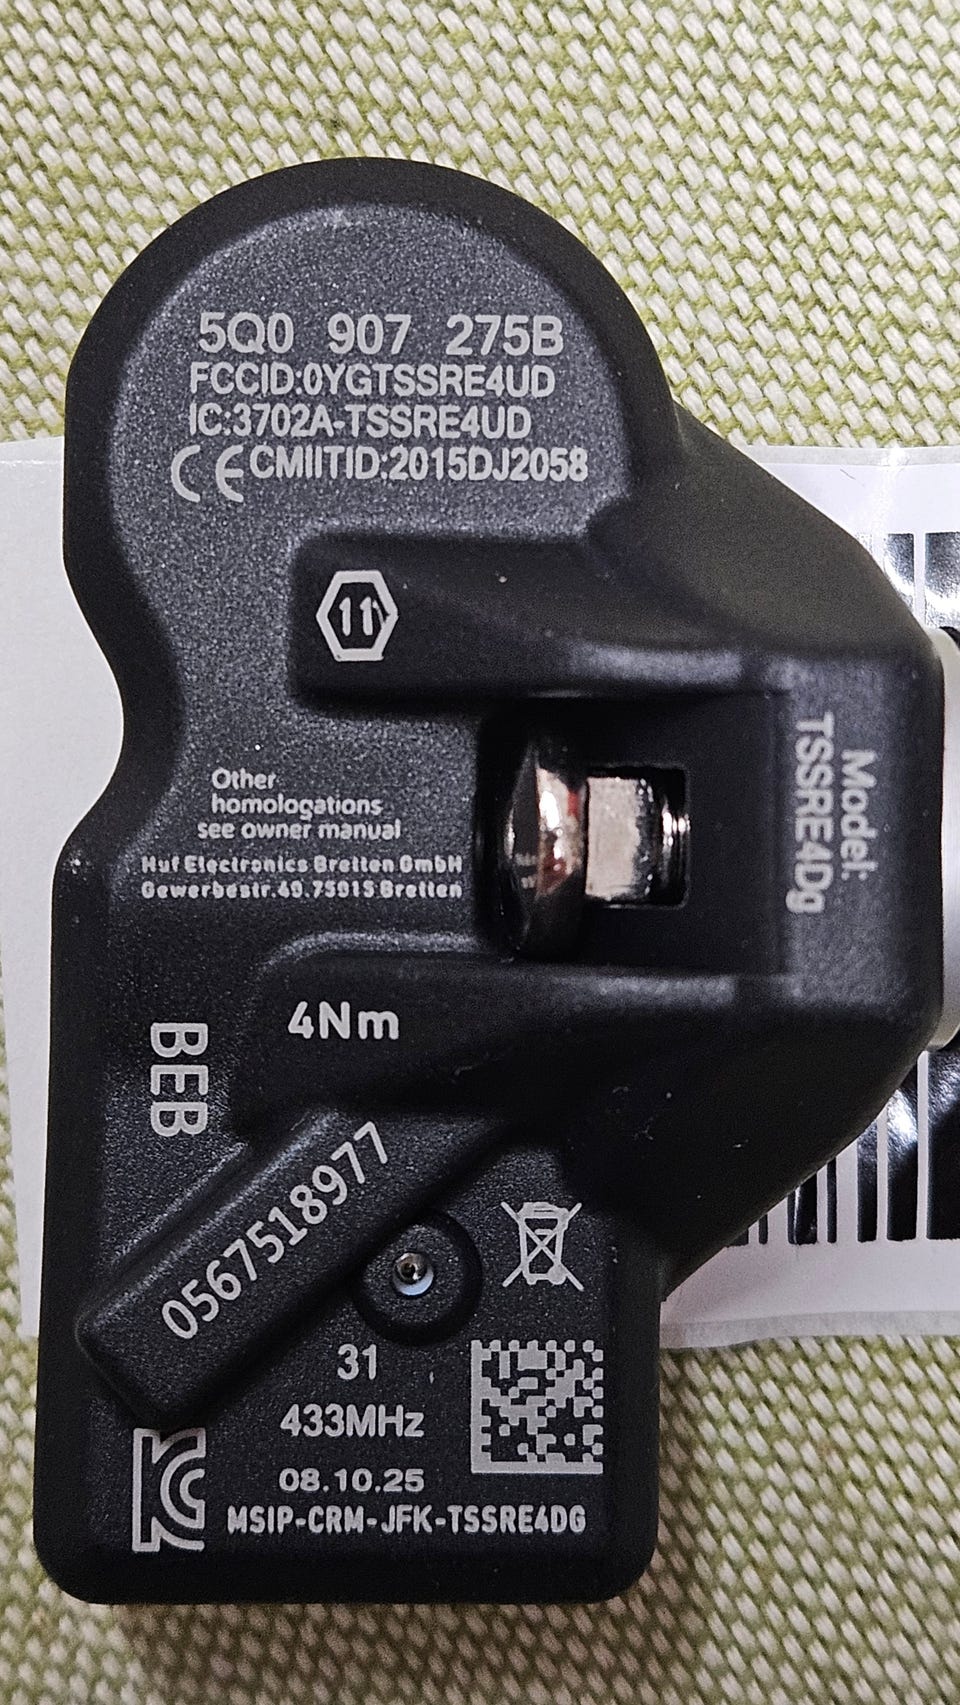 5Q0 907 275B
FCCID:0YGTSSRE4UD
IC:3702A-TSSRE4UD
CE CMIITID:2015DJ2058
11
Model:
TSSRE4Dg
Other
homologations
see owner manual
Huf Electronics Bretten GmbH
Gewerbestr.40.75015 Bretten
4Nm
BEB
0567518977
31
433MHz
08.10.25
MSIP-CRM-JFK-TSSRE4DG